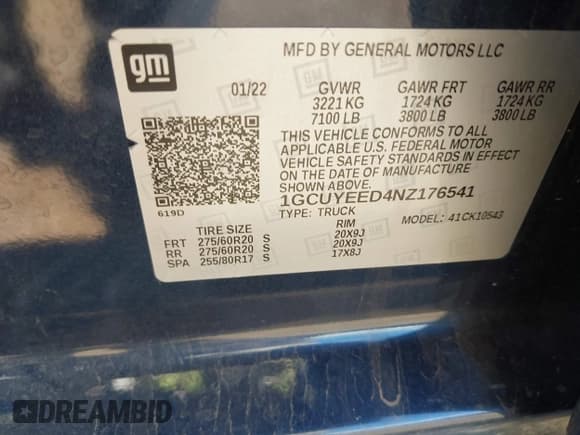 gm
MFD BY GENERAL MOTORS LLC
01/22 GVWR GAWR FRT GAWR RR
3221 KG 1724 KG 1724 KG
7100 LB 3800 LB 3800 LB
THIS VEHICLE CONFORMS TO ALL
APPLICABLE U.S. FEDERAL MOTOR
VEHICLE SAFETY STANDARDS IN EFFECT
ON THE DATE OF MANUFACTURE
SHOWN ABOVE.
1GCUYEED4NZ176541
619D
TYPE: TRUCK MODEL: 41CK10543
TIRE SIZE RIM
FRT 275/60R20 S 20X9J
RR 275/60R20 S 20X9J
SPA 255/80R17 S 17X8J
DREAMBID